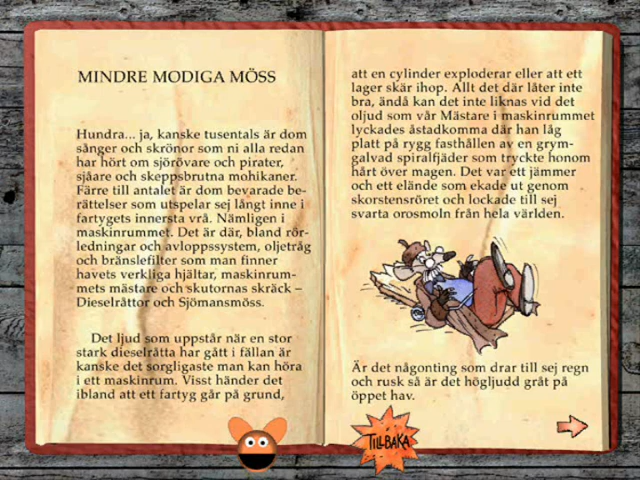 MINDRE MODIGA MÖSS
Hundra... ja, kanske tusentals är dom
sånger och skrönor som ni alla redan
har hört om sjörövare och pirater,
sjåare och skeppsbrutna mohikaner.
Färre till antalet är dom bevarade be-
rättelser som utspelar sej långt inne i
fartygets innersta vrå. Nämligen i
maskinrummet. Det är där, bland rör-
ledningar och avloppssystem, oljetråg
och bränslefilter som man finner
havets verkliga hjältar, maskinrum-
mets mästare och skutornas skräck –
Dieselråttor och Sjömansmöss.
Det ljud som uppstår när en stor
stark dieselråtta har gått i fällan är
kanske det sorgligaste man kan höra
i ett maskinrum. Visst händer det
ibland att ett fartyg går på grund,
att en cylinder exploderar eller att ett
lager skär ihop. Allt det där låter inte
bra, ändå kan det inte liknas vid det
oljud som vår Mästare i maskinrummet
lyckades åstadkomma där han låg
platt på rygg fasthållen av en grym-
galvad spiralfjäder som tryckte honom
hårt över magen. Det var ett jämmer
och ett elände som ekade ut genom
skorstensröret och lockade till sej
svarta orosmoln från hela världen.
Är det någonting som drar till sej regn
och rusk så är det högljudd gråt på
öppet hav.
TILLBAKA